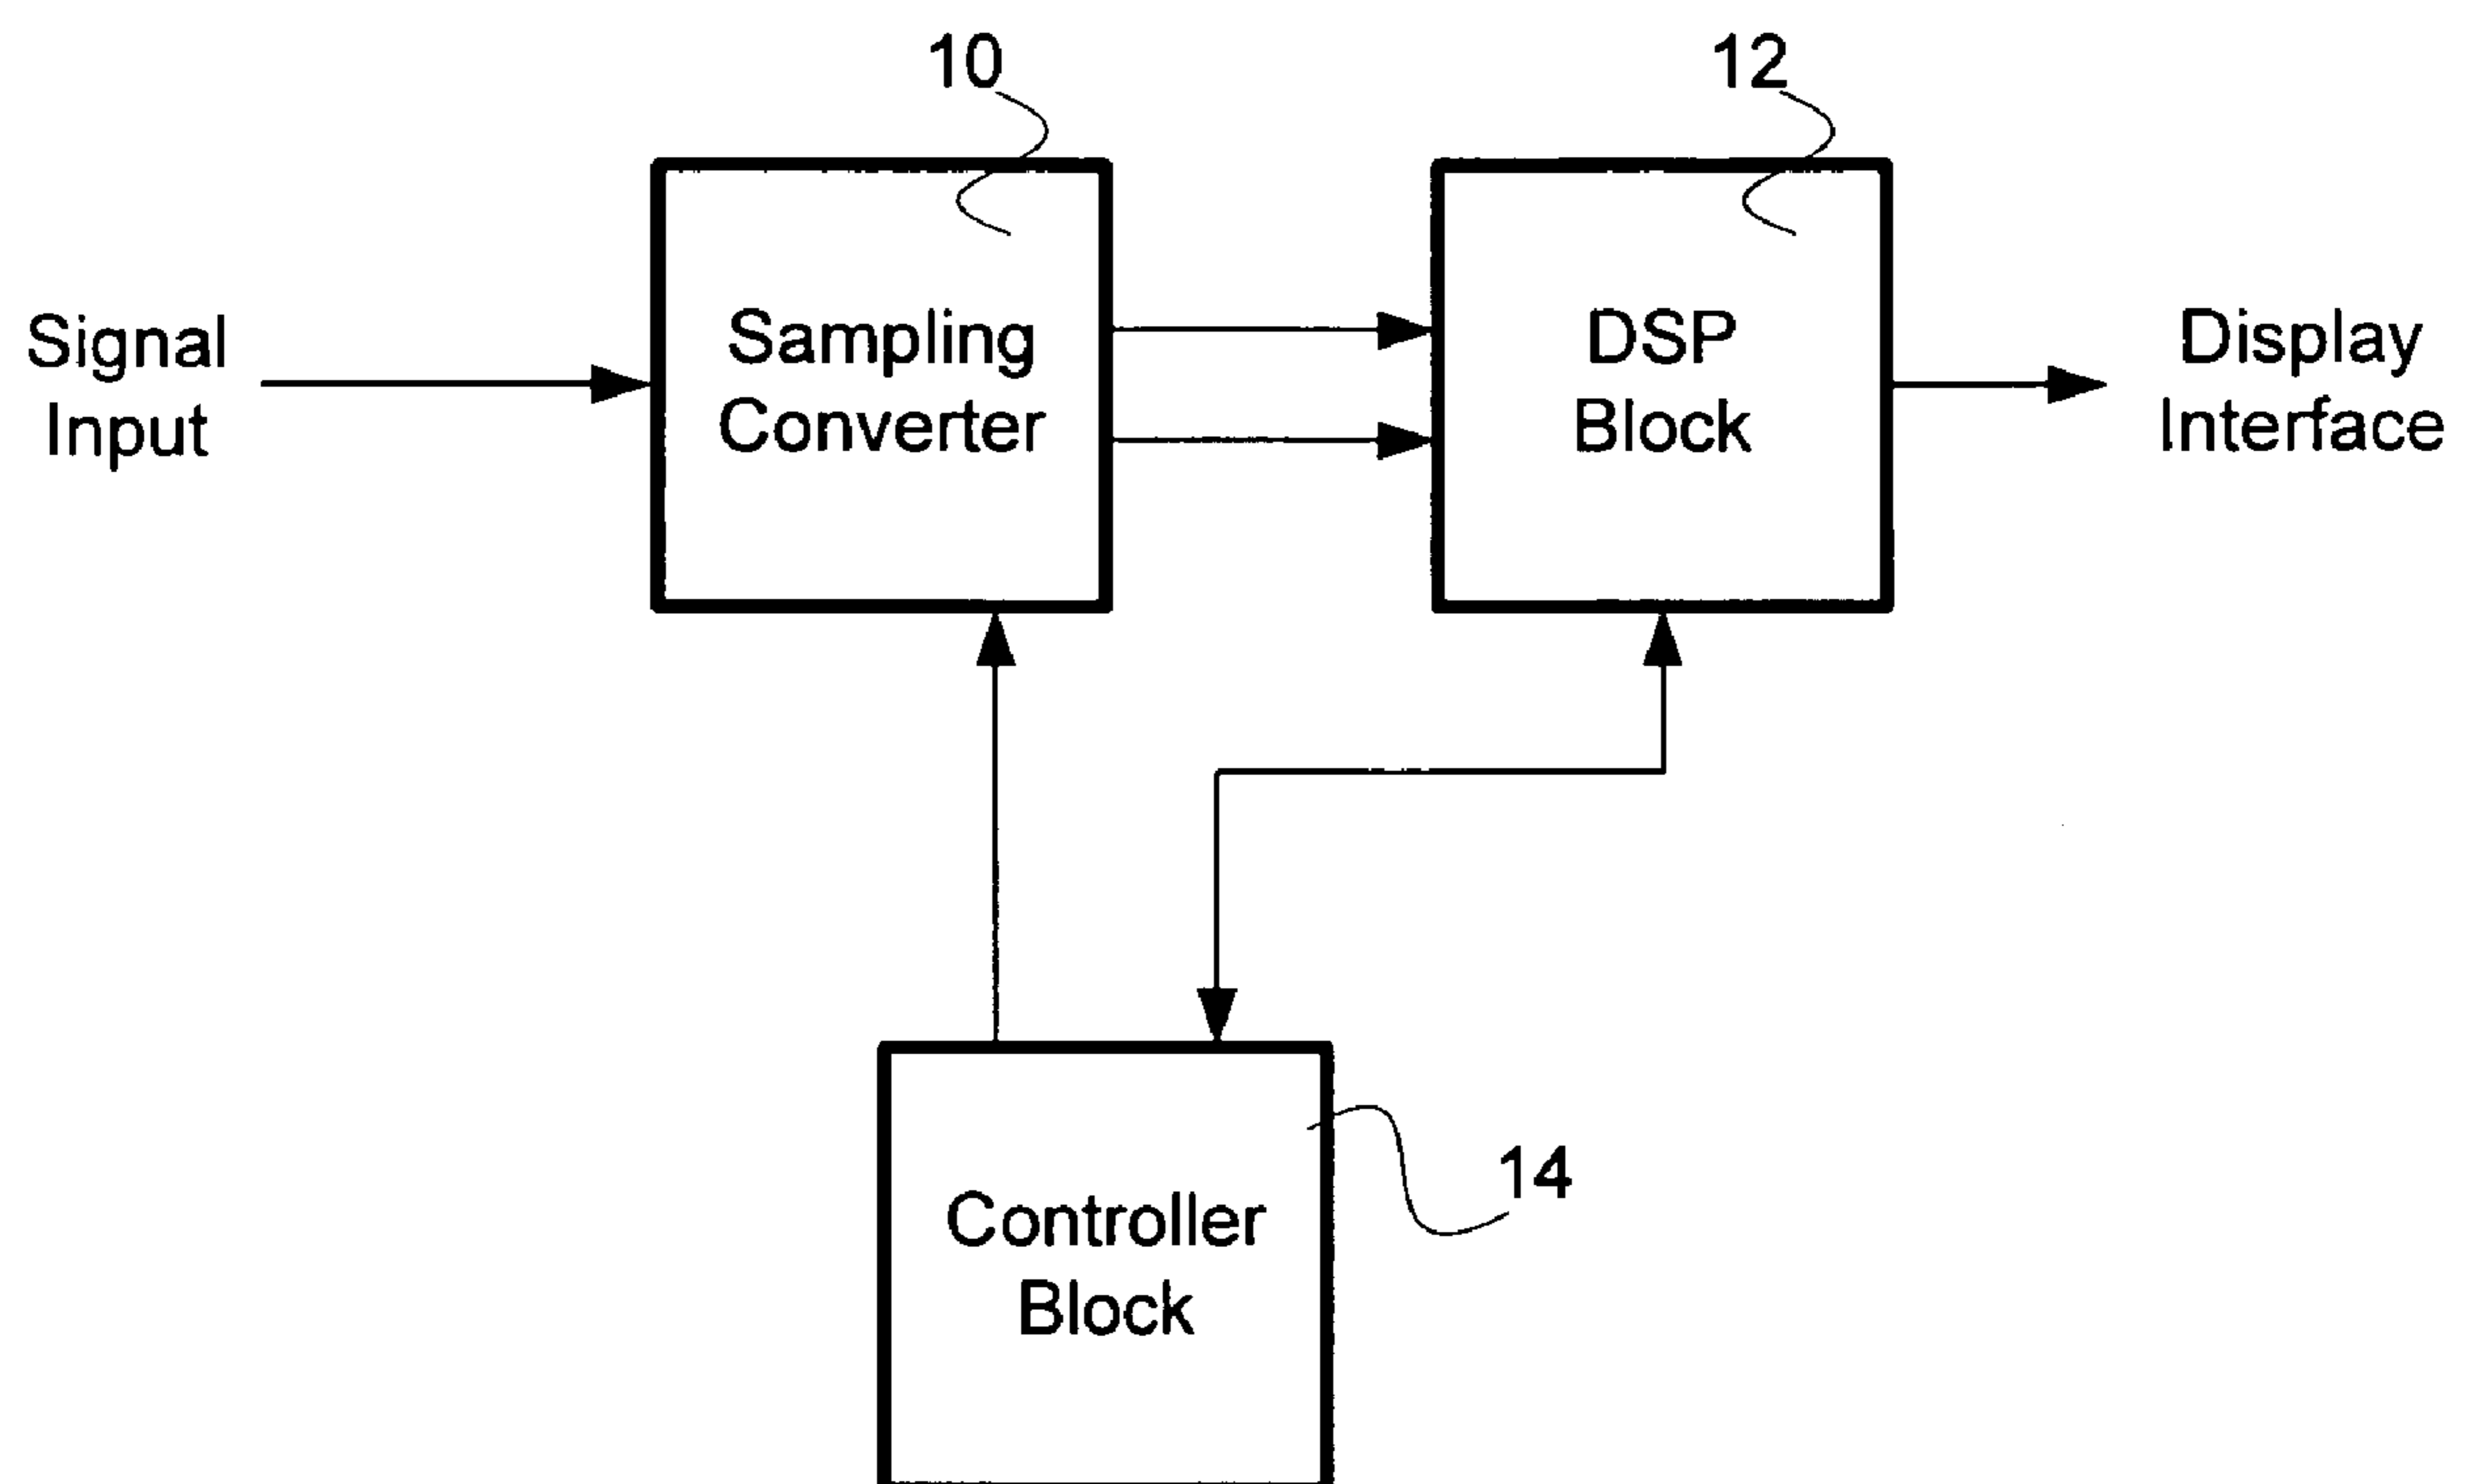 10
12
Signal
Input
Sampling
Converter
DSP
Block
Display
Interface
Controller
Block
14